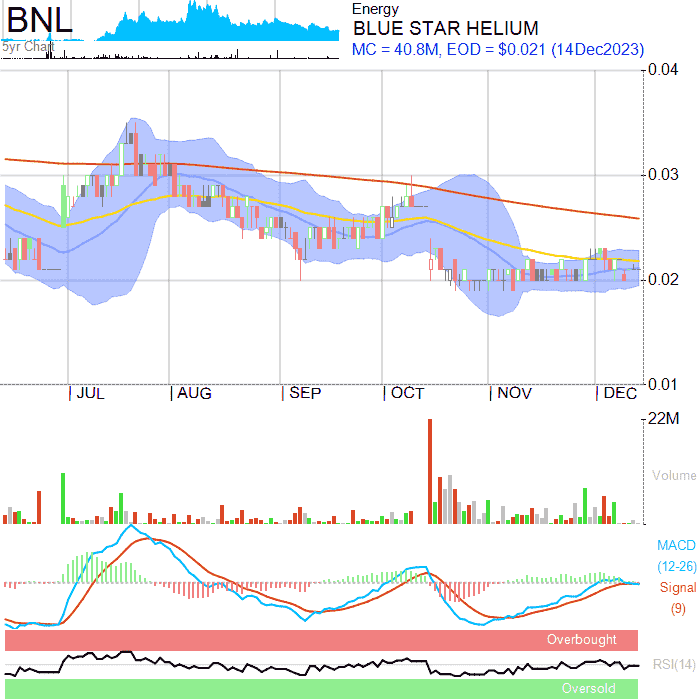 BNL
5yr Chart
Energy
BLUE STAR HELIUM
MC = 40.8M, EOD = $0.021 (14Dec2023)
0.04
0.03
0.02
0.01
JUL
AUG
SEP
OCT
NOV
DEC
22M
Volume
MACD
(12-26)
Signal
(9)
Overbought
RSI(14)
Oversold